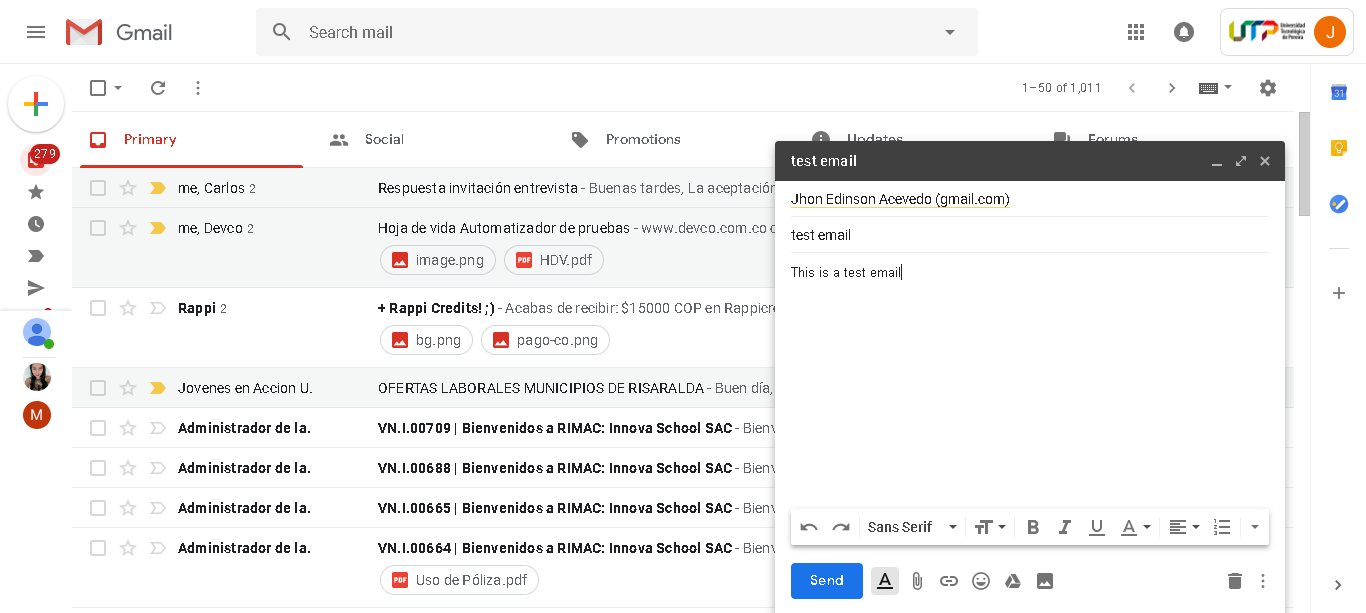 Gmail
Search mail
UTP Universidad Tecnológica de Pereira
J
1–50 of 1,011
31
Primary
Social
Promotions
Updates
Forums
279
me, Carlos 2
Respuesta invitación entrevista - Buenas tardes, La aceptación
me, Devco 2
Hoja de vida Automatizador de pruebas - www.devco.com.co
image.png
PDF HDV.pdf
Rappi 2
+ Rappi Credits! ;) - Acabas de recibir: $15000 COP en Rappicre
bg.png
pago-co.png
Jovenes en Accion U.
OFERTAS LABORALES MUNICIPIOS DE RISARALDA - Buen día,
M
Administrador de la.
VN.I.00709 | Bienvenidos a RIMAC: Innova School SAC - Bienv
Administrador de la.
VN.I.00688 | Bienvenidos a RIMAC: Innova School SAC - Bienv
Administrador de la.
VN.I.00665 | Bienvenidos a RIMAC: Innova School SAC - Bienv
Administrador de la.
VN.I.00664 | Bienvenidos a RIMAC: Innova School SAC - Bienv
PDF Uso de Póliza.pdf
test email
Jhon Edinson Acevedo (gmail.com)
test email
This is a test email
Sans Serif
B I U A
Send
A